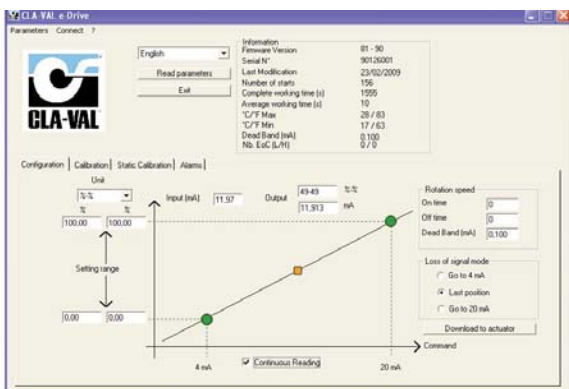 CLA-VAL e-Drive
Parameters Connect ?
CLA-VAL
English
Read parameters
Exit
Information
Firmware Version 81 - 90
Serial N° 90126001
Last Modification 23/02/2009
Number of starts 156
Complete working time (s) 1555
Average working time (s) 10
°C/°F Max 28 / 83
°C/°F Min 17 / 63
Dead Band (mA) 0.100
Nb. EoC (L/H) 0 / 0
Configuration Calibration Static Calibration Alarms
Unit
%-%
% %
100,00 100,00
Setting range
0,00 0,00
Input (mA) 11,97
Output 49-49 %-%
11,913 mA
4 mA
20 mA
Command
Continuous Reading
Rotation speed
On time 0
Off time 0
Dead Band (mA) 0,100
Loss of signal mode
Go to 4 mA
Last position
Go to 20 mA
Download to actuator